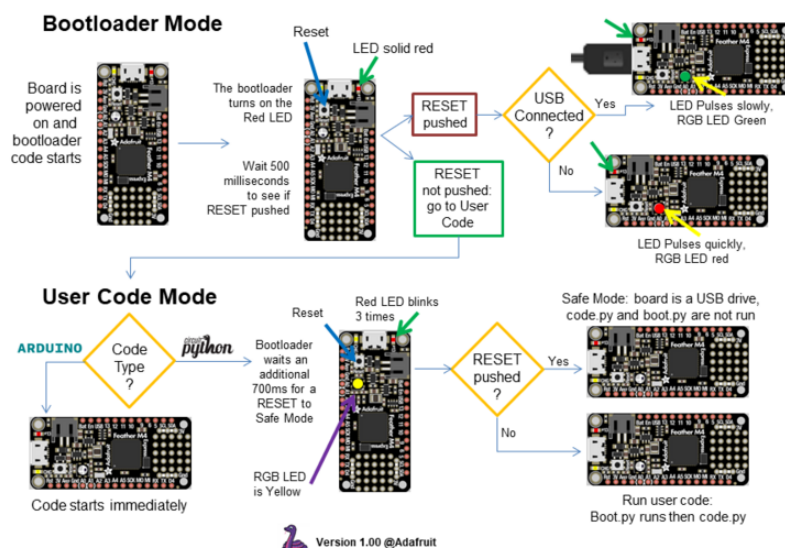 Bootloader Mode
Board is
powered
on and
bootloader
code starts
Reset
LED solid red
The bootloader
turns on the
Red LED
Wait 500
milliseconds
to see if
RESET pushed
RESET
pushed
RESET
not pushed:
go to User
Code
USB
Connected
?
Yes
No
LED Pulses slowly,
RGB LED Green
LED Pulses quickly,
RGB LED red
User Code Mode
ARDUINO
Code
Type
?
python
Code starts immediately
Bootloader
waits an
additional
700ms for a
RESET to
Safe Mode
Reset
Red LED blinks
3 times
RGB LED
is Yellow
RESET
pushed
?
Yes
No
Safe Mode: board is a USB drive,
code.py and boot.py are not run
Run user code:
Boot.py runs then code.py
Feather M4
Adafruit
Version 1.00 @Adafruit